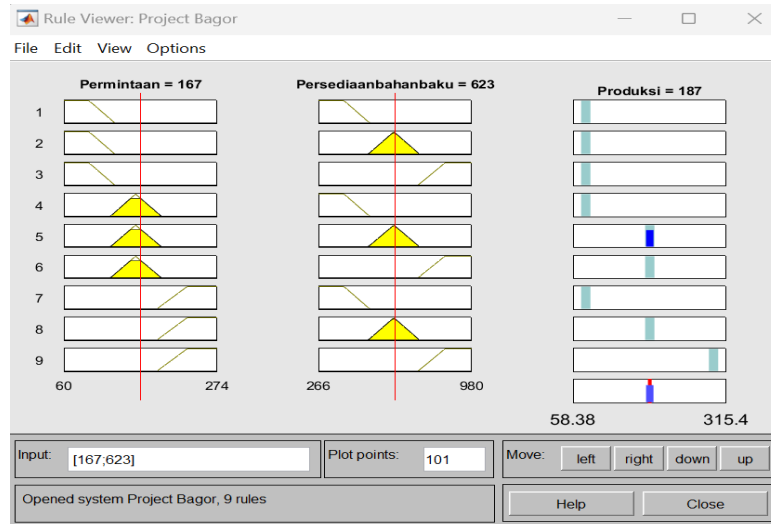 Rule Viewer: Project Bagor
File Edit View Options
Permintaan = 167 Persediaanbahanbaku = 623 Produksi = 187
1
2
3
4
5
6
7
8
9
60 274 266 980
58.38 315.4
Input: [167;623] Plot points: 101 Move: left right down up
Opened system Project Bagor, 9 rules Help Close